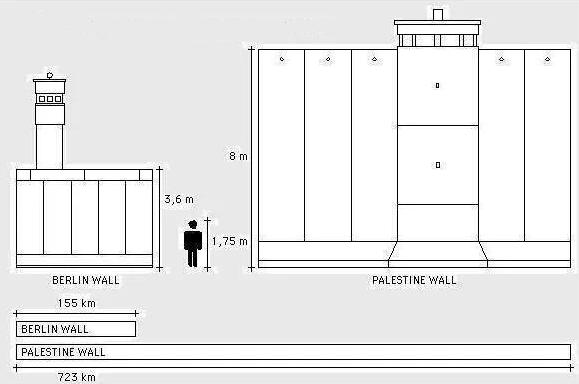 8 m
3,6 m
1,75 m
BERLIN WALL
PALESTINE WALL
155 km
BERLIN WALL
PALESTINE WALL
723 km